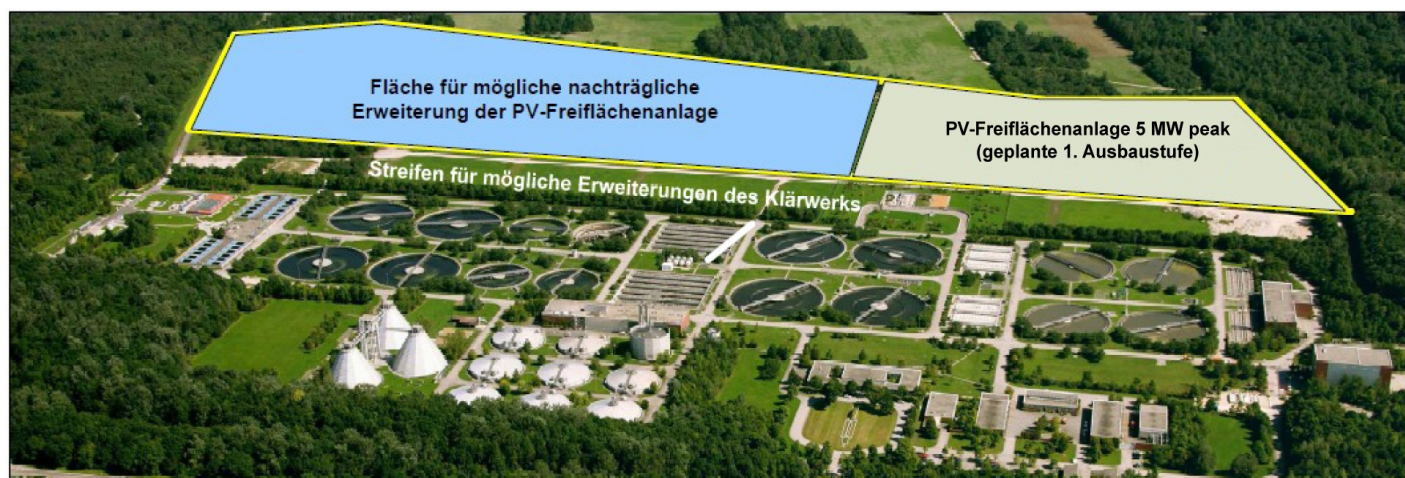 Fläche für mögliche nachträgliche
Erweiterung der PV-Freiflächenanlage
PV-Freiflächenanlage 5 MW peak
(geplante 1. Ausbaustufe)
Streifen für mögliche Erweiterungen des Klärwerks